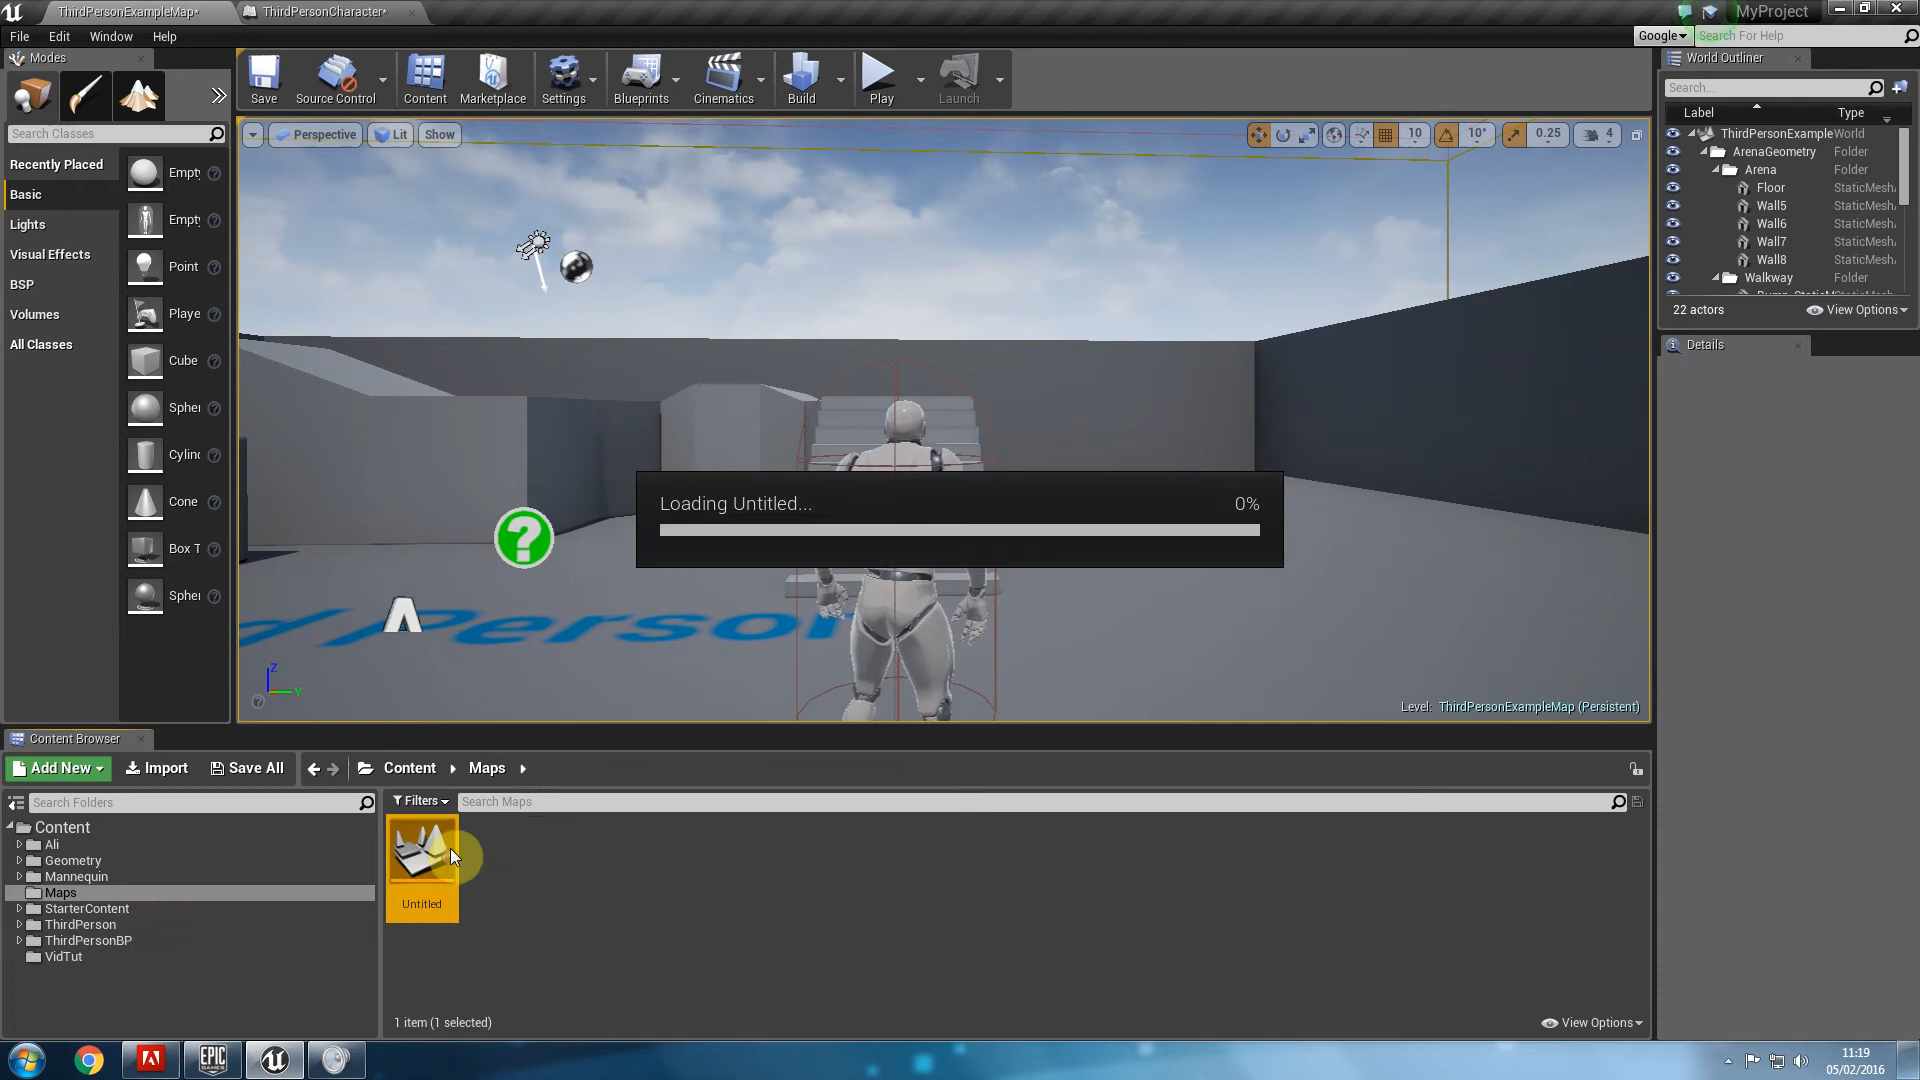 ThirdPersonExampleMap*
ThirdPersonCharacter*
MyProject
File Edit Window Help
Google
Search For Help
Modes
Save
Source Control
Content
Marketplace
Settings
Blueprints
Cinematics
Build
Play
Launch
World Outliner
Search...
Label Type
Search Classes
Perspective
Lit
Show
10
10°
0.25
4
Recently Placed
Basic
Lights
Visual Effects
BSP
Volumes
All Classes
Empty
Empty
Point
Playe
Cube
Spher
Cylind
Cone
Box T
Spher
ThirdPersonExample World
ArenaGeometry Folder
Arena Folder
Floor StaticMesh
Wall5 StaticMesh
Wall6 StaticMesh
Wall7 StaticMesh
Wall8 StaticMesh
Walkway Folder
22 actors
View Options
Details
Loading Untitled... 0%
d Person
Z
Y
Level: ThirdPersonExampleMap (Persistent)
Content Browser
Add New
Import
Save All
Content
Maps
Search Folders
Filters
Search Maps
Content
Ali
Geometry
Mannequin
Maps
StarterContent
ThirdPerson
ThirdPersonBP
VidTut
Untitled
1 item (1 selected)
View Options
EPIC
GAMES
11:19
05/02/2016